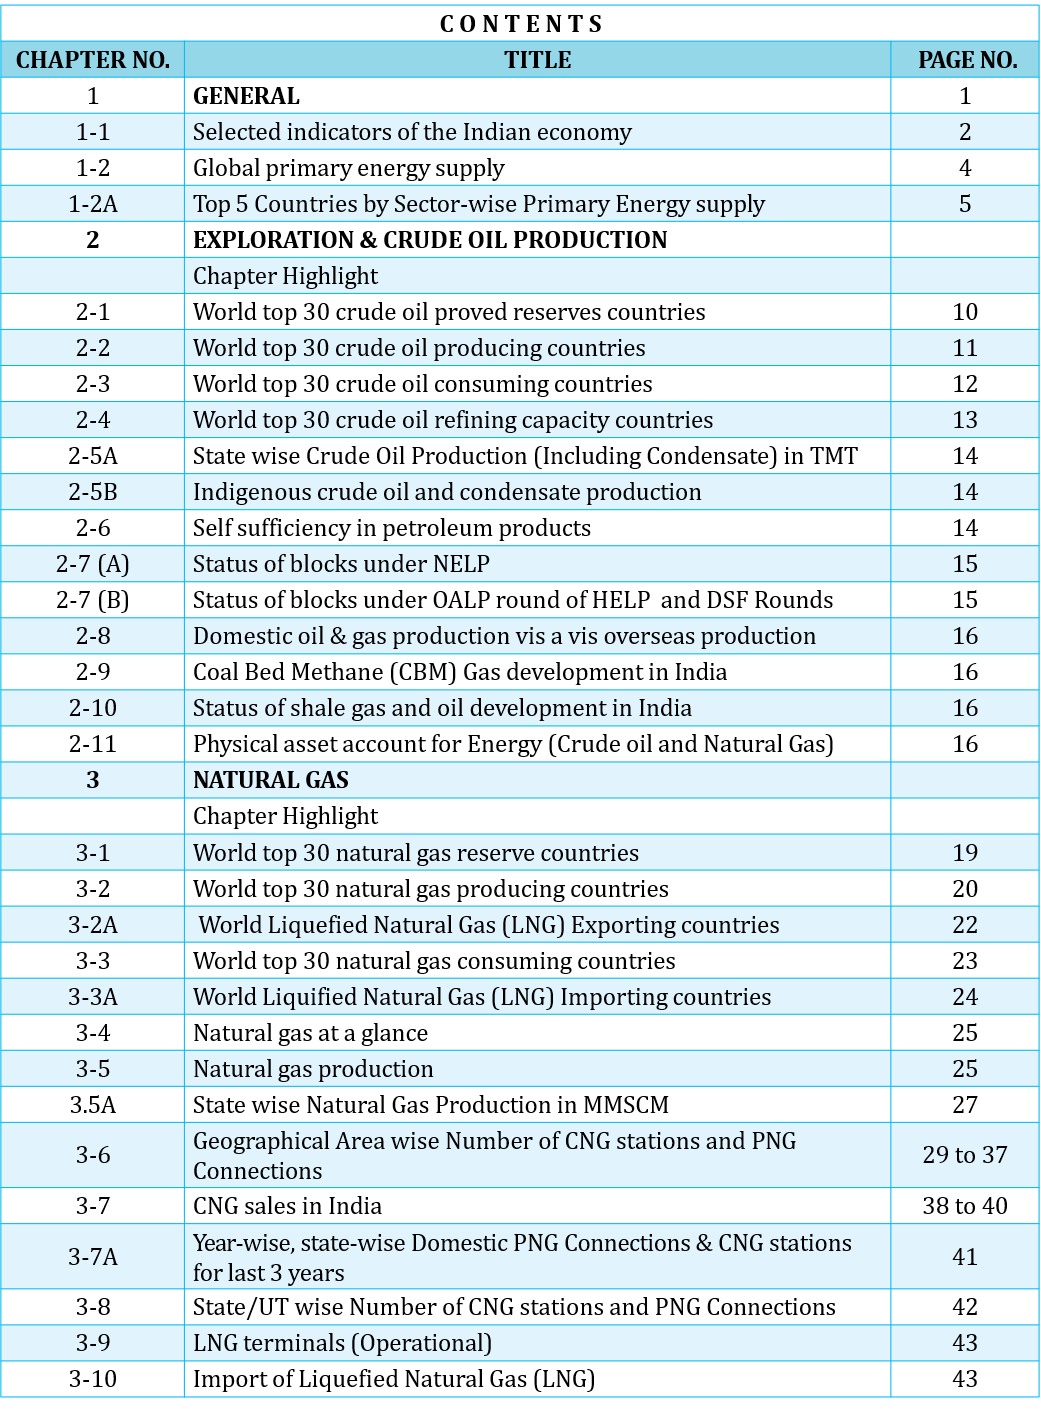 C O N T E N T S
CHAPTER NO. TITLE PAGE NO.
1 GENERAL 1
1-1 Selected indicators of the Indian economy 2
1-2 Global primary energy supply 4
1-2A Top 5 Countries by Sector-wise Primary Energy supply 5
2 EXPLORATION & CRUDE OIL PRODUCTION
Chapter Highlight
2-1 World top 30 crude oil proved reserves countries 10
2-2 World top 30 crude oil producing countries 11
2-3 World top 30 crude oil consuming countries 12
2-4 World top 30 crude oil refining capacity countries 13
2-5A State wise Crude Oil Production (Including Condensate) in TMT 14
2-5B Indigenous crude oil and condensate production 14
2-6 Self sufficiency in petroleum products 14
2-7 (A) Status of blocks under NELP 15
2-7 (B) Status of blocks under OALP round of HELP and DSF Rounds 15
2-8 Domestic oil & gas production vis a vis overseas production 16
2-9 Coal Bed Methane (CBM) Gas development in India 16
2-10 Status of shale gas and oil development in India 16
2-11 Physical asset account for Energy (Crude oil and Natural Gas) 16
3 NATURAL GAS
Chapter Highlight
3-1 World top 30 natural gas reserve countries 19
3-2 World top 30 natural gas producing countries 20
3-2A World Liquefied Natural Gas (LNG) Exporting countries 22
3-3 World top 30 natural gas consuming countries 23
3-3A World Liquified Natural Gas (LNG) Importing countries 24
3-4 Natural gas at a glance 25
3-5 Natural gas production 25
3.5A State wise Natural Gas Production in MMSCM 27
3-6 Geographical Area wise Number of CNG stations and PNG
Connections 29 to 37
3-7 CNG sales in India 38 to 40
3-7A Year-wise, state-wise Domestic PNG Connections & CNG stations
for last 3 years 41
3-8 State/UT wise Number of CNG stations and PNG Connections 42
3-9 LNG terminals (Operational) 43
3-10 Import of Liquefied Natural Gas (LNG) 43